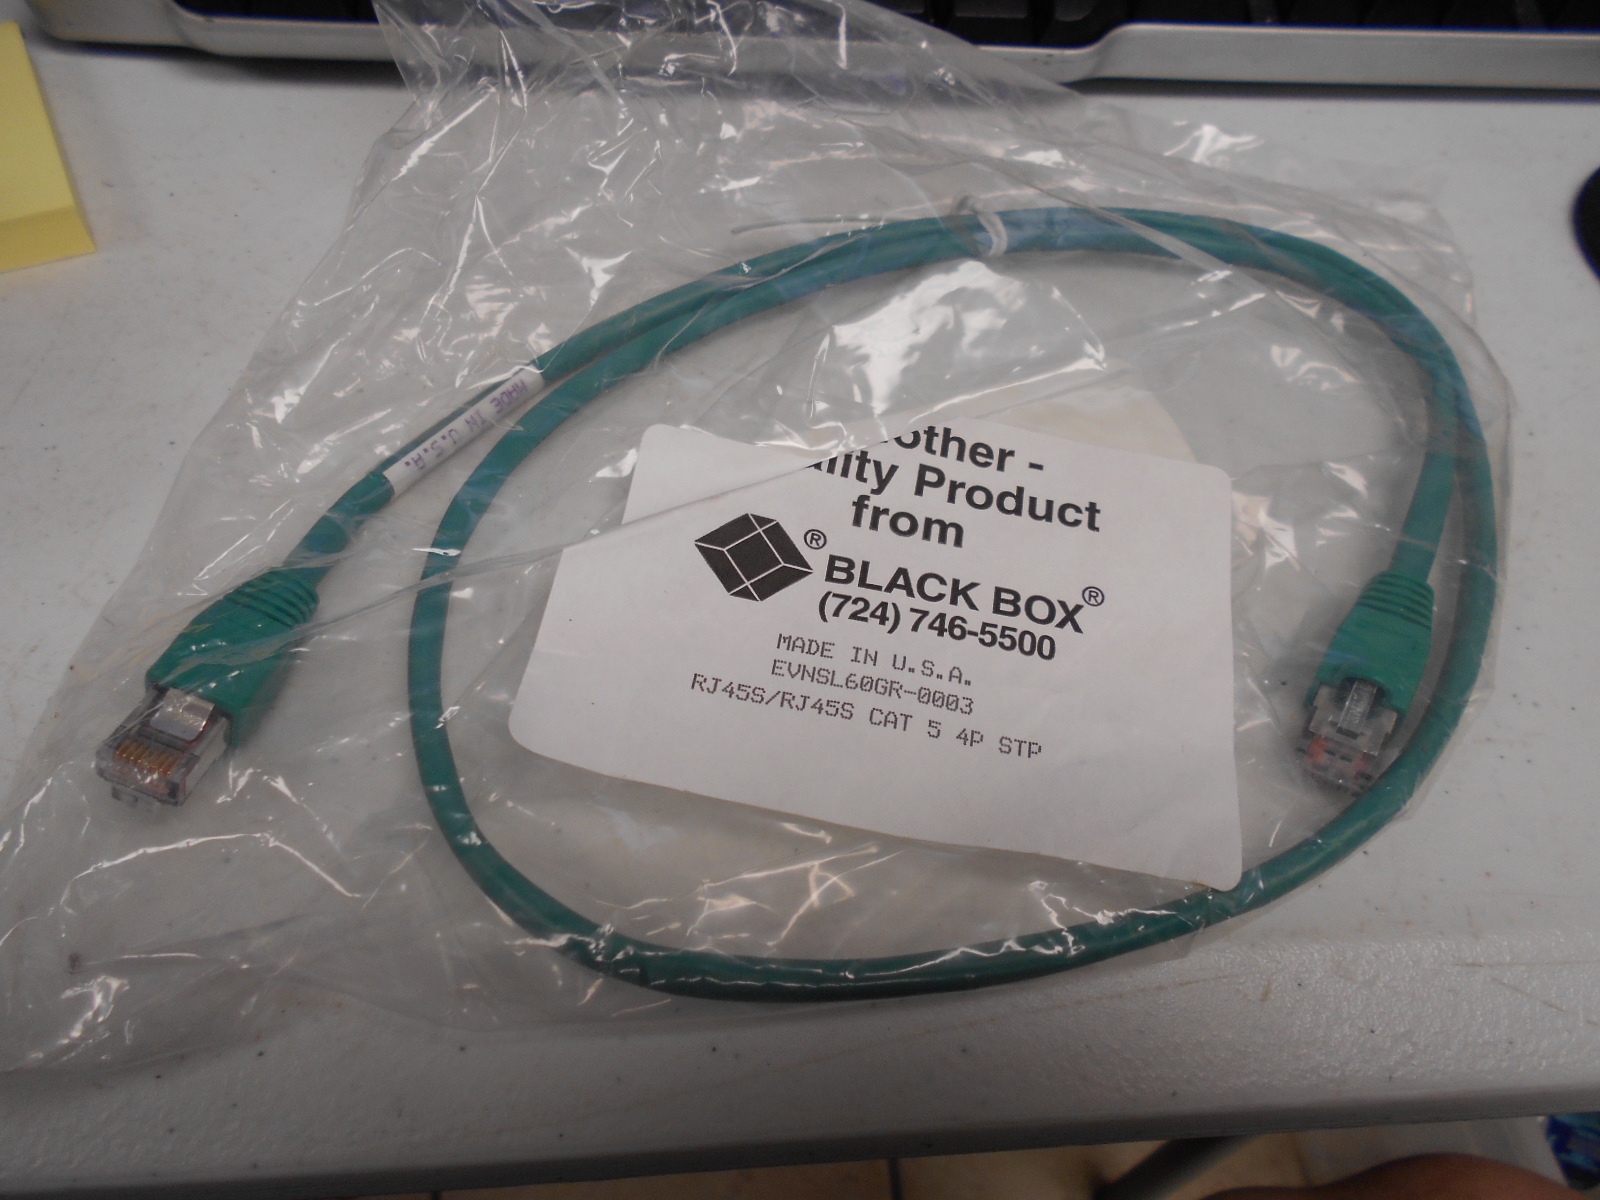 other -
ality Product
from
® BLACK BOX®
(724) 746-5500
MADE IN U.S.A.
EVNSL60GR-0003
RJ45S/RJ45S CAT 5 4P STP
MADE IN U.S.A.